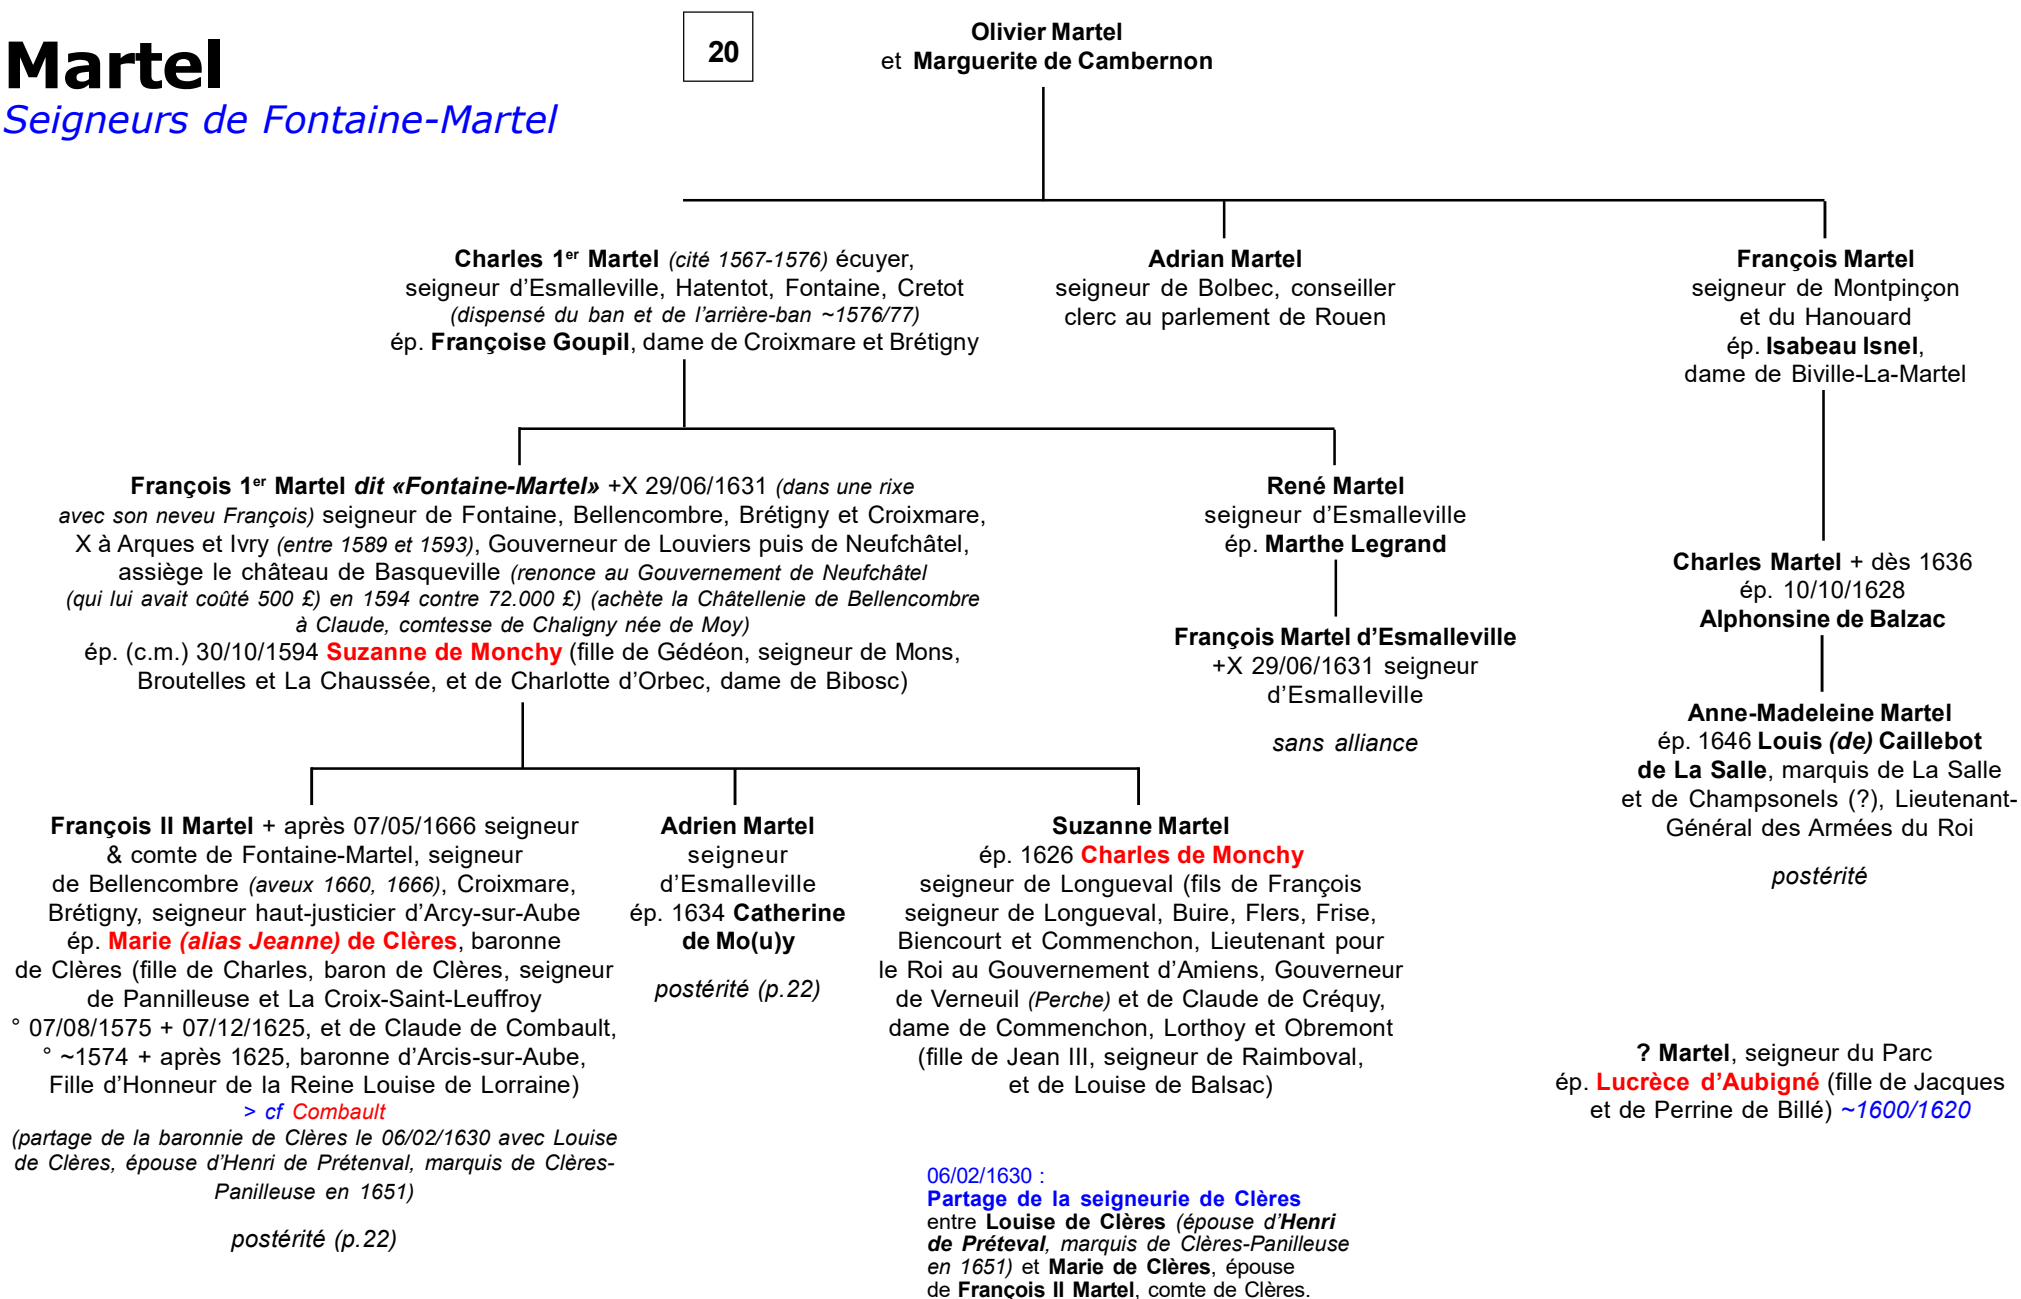 Martel
Seigneurs de Fontaine-Martel
20
Olivier Martel
et Marguerite de Cambernon
Charles 1er Martel (cité 1567-1576) écuyer,
seigneur d'Esmalleville, Hatentot, Fontaine, Cretot
(dispensé du ban et de l'arrière-ban ~1576/77)
ép. Françoise Goupil, dame de Croixmare et Brétigny
Adrian Martel
seigneur de Bolbec, conseiller
clerc au parlement de Rouen
François Martel
seigneur de Montpinçon
et du Hanouard
ép. Isabeau Isnel,
dame de Biville-La-Martel
François 1er Martel dit «Fontaine-Martel» +X 29/06/1631 (dans une rixe
avec son neveu François) seigneur de Fontaine, Bellencombre, Brétigny et Croixmare,
X à Arques et Ivry (entre 1589 et 1593), Gouverneur de Louviers puis de Neufchâtel,
assiège le château de Basqueville (renonce au Gouvernement de Neufchâtel
(qui lui avait coûté 500 £) en 1594 contre 72.000 £) (achète la Châtellenie de Bellencombre
à Claude, comtesse de Chaligny née de Moy)
ép. (c.m.) 30/10/1594 Suzanne de Monchy (fille de Gédéon, seigneur de Mons,
Broutelles et La Chaussée, et de Charlotte d'Orbec, dame de Bibosc)
René Martel
seigneur d'Esmalleville
ép. Marthe Legrand
François Martel d'Esmalleville
+X 29/06/1631 seigneur
d'Esmalleville
sans alliance
Charles Martel + dès 1636
ép. 10/10/1628
Alphonsine de Balzac
Anne-Madeleine Martel
ép. 1646 Louis (de) Caillebot
de La Salle, marquis de La Salle
et de Champsonels (?), Lieutenant-
Général des Armées du Roi
postérité
François II Martel + après 07/05/1666 seigneur
& comte de Fontaine-Martel, seigneur
de Bellencombre (aveux 1660, 1666), Croixmare,
Brétigny, seigneur haut-justicier d'Arcy-sur-Aube
ép. Marie (alias Jeanne) de Clères, baronne
de Clères (fille de Charles, baron de Clères, seigneur
de Pannilleuse et La Croix-Saint-Leuffroy
° 07/08/1575 + 07/12/1625, et de Claude de Combault,
° ~1574 + après 1625, baronne d'Arcis-sur-Aube,
Fille d'Honneur de la Reine Louise de Lorraine)
> cf Combault
(partage de la baronnie de Clères le 06/02/1630 avec Louise
de Clères, épouse d'Henri de Prétenval, marquis de Clères-
Panilleuse en 1651)
postérité (p.22)
Adrien Martel
seigneur
d'Esmalleville
ép. 1634 Catherine
de Mo(u)y
postérité (p.22)
Suzanne Martel
ép. 1626 Charles de Monchy
seigneur de Longueval (fils de François
seigneur de Longueval, Buire, Flers, Frise,
Biencourt et Commenchon, Lieutenant pour
le Roi au Gouvernement d'Amiens, Gouverneur
de Verneuil (Perche) et de Claude de Créquy,
dame de Commenchon, Lorthoy et Obremont
(fille de Jean III, seigneur de Raimboval,
et de Louise de Balsac)
? Martel, seigneur du Parc
ép. Lucrèce d'Aubigné (fille de Jacques
et de Perrine de Billé) ~1600/1620
06/02/1630 :
Partage de la seigneurie de Clères
entre Louise de Clères (épouse d'Henri
de Préteval, marquis de Clères-Panilleuse
en 1651) et Marie de Clères, épouse
de François II Martel, comte de Clères.